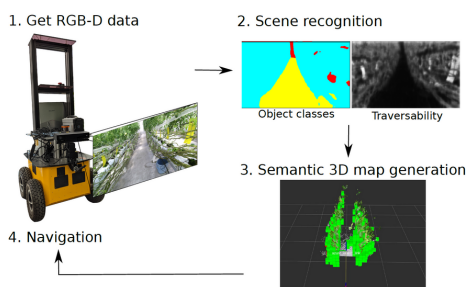 1. Get RGB-D data
2. Scene recognition
Object classes
Traversability
3. Semantic 3D map generation
4. Navigation